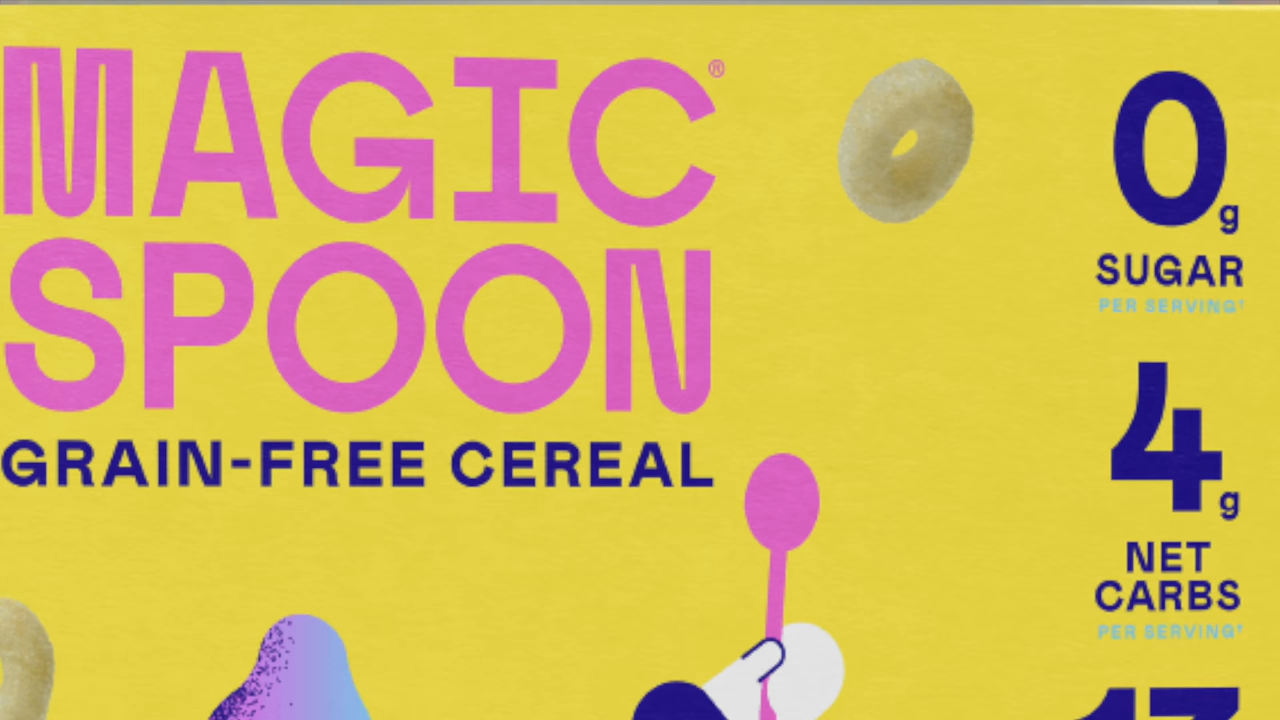 MAGIC®
SPOON
GRAIN-FREE CEREAL
0g
SUGAR
PER SERVING†
4g
NET
CARBS
PER SERVING†